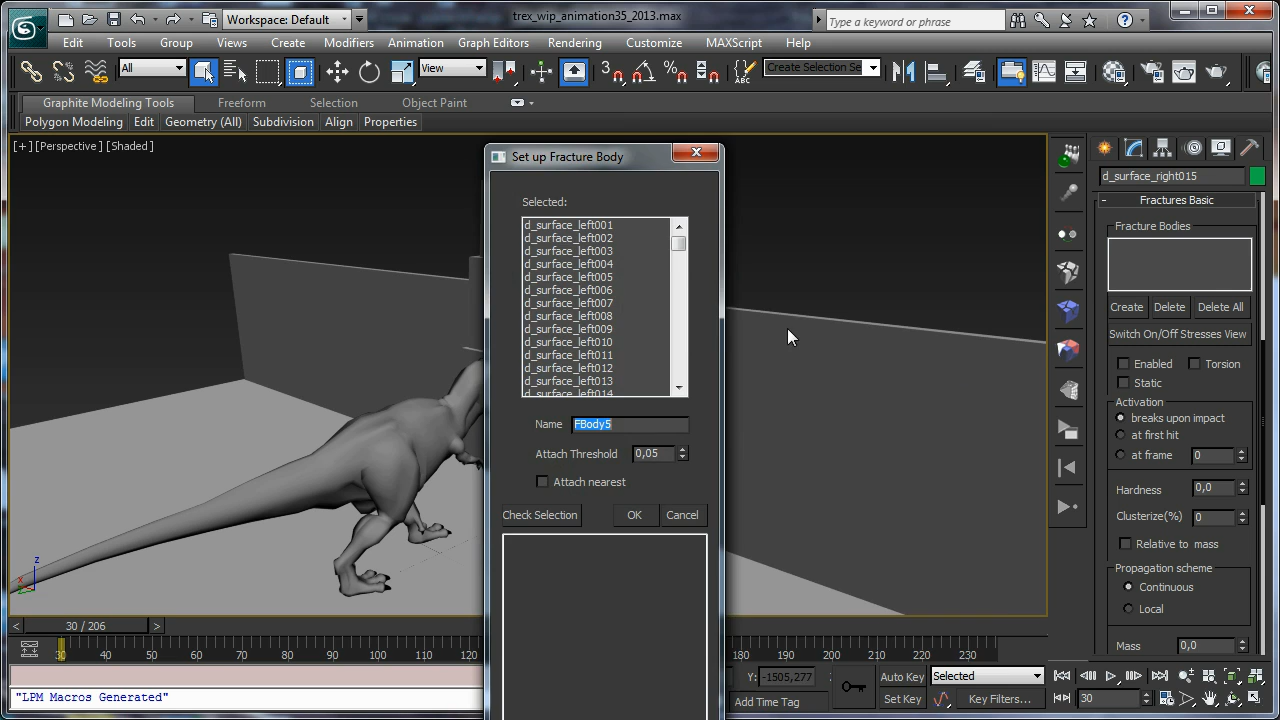 Workspace: Default
trex_wip_animation35_2013.max
Type a keyword or phrase
Edit Tools Group Views Create Modifiers Animation Graph Editors Rendering Customize MAXScript Help
All
View
3
%
ABC
Create Selection Se
Graphite Modeling Tools Freeform Selection Object Paint
Polygon Modeling Edit Geometry (All) Subdivision Align Properties
[+] [Perspective] [Shaded]
Set up Fracture Body
Selected:
d_surface_left001
d_surface_left002
d_surface_left003
d_surface_left004
d_surface_left005
d_surface_left006
d_surface_left007
d_surface_left008
d_surface_left009
d_surface_left010
d_surface_left011
d_surface_left012
d_surface_left013
d_surface_left014
Name FBody5
Attach Threshold 0,05
Attach nearest
Check Selection OK Cancel
d_surface_right015
- Fractures Basic
Fracture Bodies
Create Delete Delete All
Switch On/Off Stresses View
Enabled Torsion
Static
Activation
breaks upon impact
at first hit
at frame 0
Hardness 0,0
Clusterize(%) 0
Relative to mass
Propagation scheme
Continuous
Local
Mass 0,0
z
x
< 30 / 206 >
30 40 50 60 70 80 90 100 110 120 180 190 200 210 220 230
Y: -1505,277
Auto Key Selected
"LPM Macros Generated"
Add Time Tag
Set Key Key Filters... 30